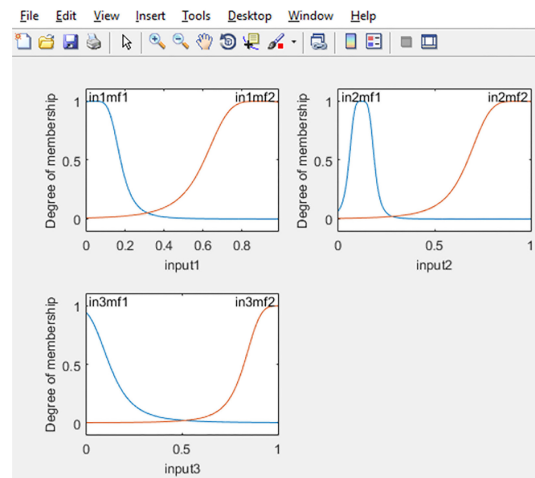 File Edit View Insert Tools Desktop Window Help
Degree of membership
1
0.5
0
in1mf1 in1mf2
0 0.2 0.4 0.6 0.8
input1
Degree of membership
1
0.5
0
in2mf1 in2mf2
0 0.5 1
input2
Degree of membership
1
0.5
0
in3mf1 in3mf2
0 0.5 1
input3